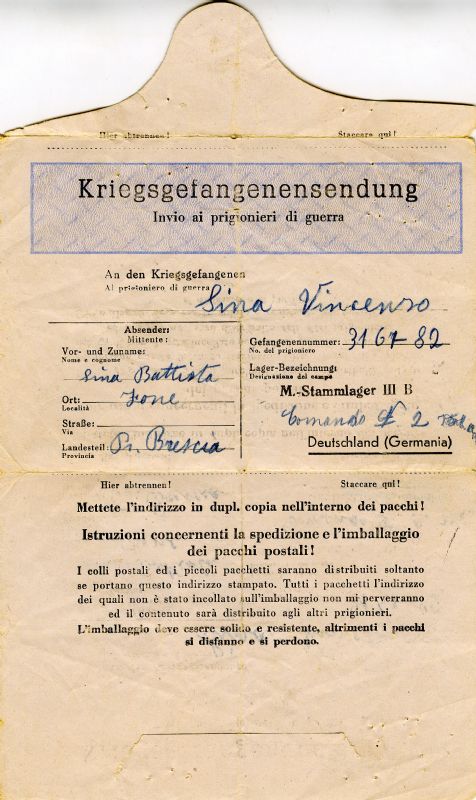 Hier abtrennen! Staccare qui!
Kriegsgefangenensendung
Invio ai prigionieri di guerra
An den Kriegsgefangenen
Al prigioniero di guerra Sina Vincenzo
Absender:
Mittente:
Vor- und Zuname:
Nome e cognome
Sina Battista
Ort: Zone
Località
Straße:
Via
Landesteil: Pr. Brescia
Provincia
Gefangenennummer: 3167-82
No. del prigioniero
Lager-Bezeichnung:
Designazione del campo
M.-Stammlager III B
Comando 2
Deutschland (Germania)
Hier abtrennen! Staccare qui!
Mettete l'indirizzo in dupl. copia nell'interno dei pacchi!
Istruzioni concernenti la spedizione e l'imballaggio
dei pacchi postali!
I colli postali ed i piccoli pacchetti saranno distribuiti soltanto
se portano questo indirizzo stampato. Tutti i pacchetti l'indirizzo
dei quali non è stato incollato sull'imballaggio non mi perverranno
ed il contenuto sarà distribuito agli altri prigionieri.
L'imballaggio deve essere solido e resistente, altrimenti i pacchi
si disfanno e si perdono.